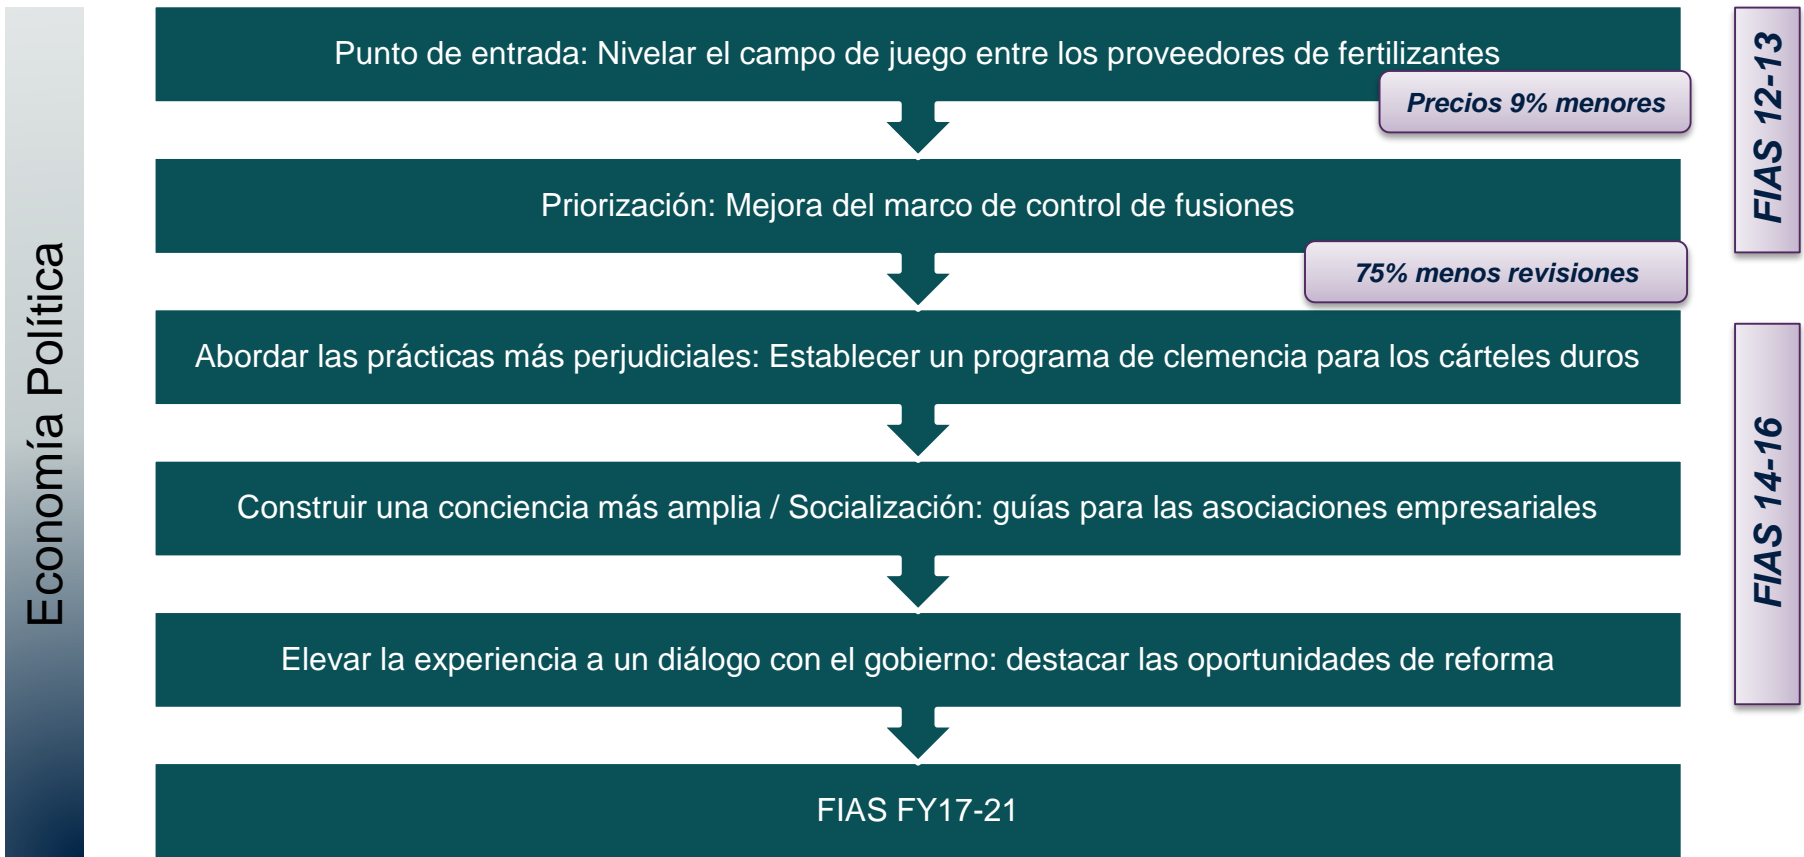 Economía Política
Punto de entrada: Nivelar el campo de juego entre los proveedores de fertilizantes
Precios 9% menores
Priorización: Mejora del marco de control de fusiones
75% menos revisiones
Abordar las prácticas más perjudiciales: Establecer un programa de clemencia para los cárteles duros
Construir una conciencia más amplia / Socialización: guías para las asociaciones empresariales
Elevar la experiencia a un diálogo con el gobierno: destacar las oportunidades de reforma
FIAS FY17-21
FIAS 12-13
FIAS 14-16